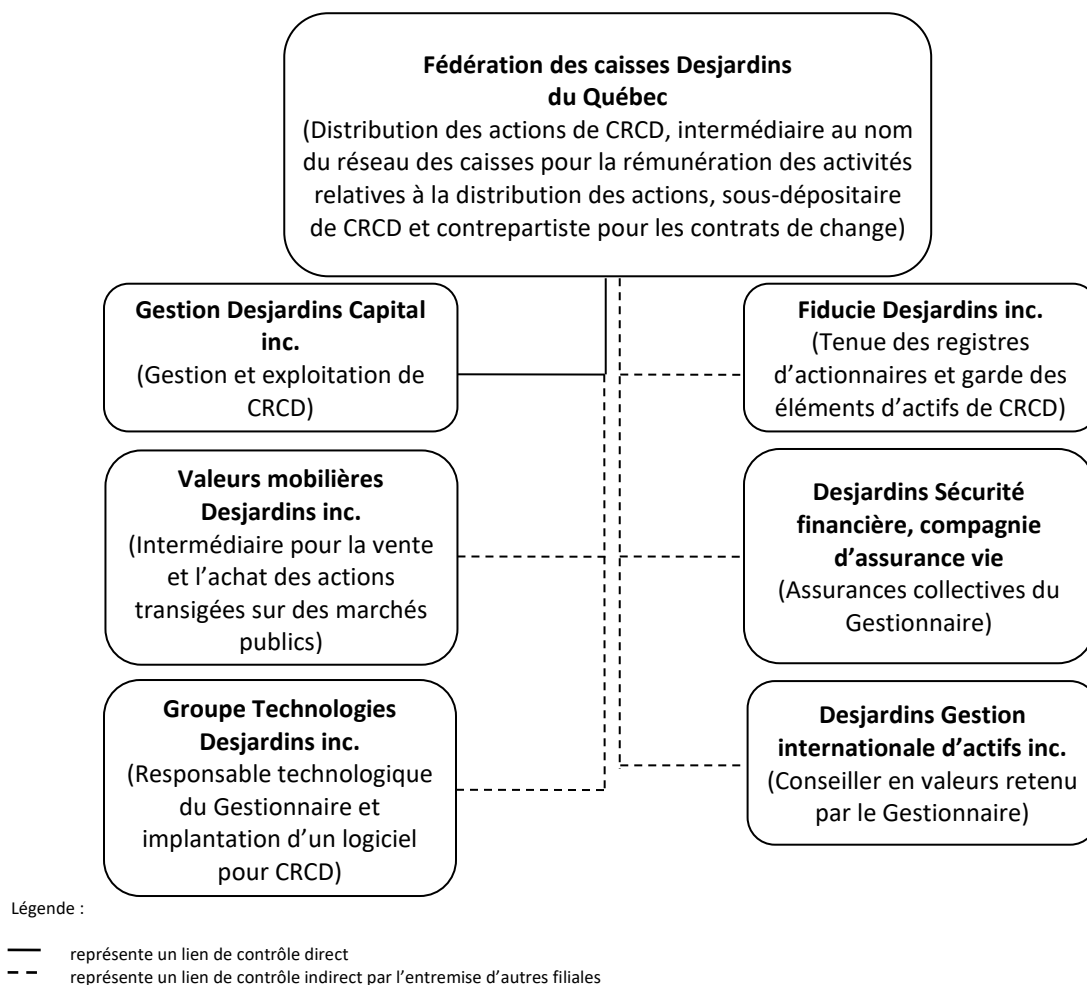 Fédération des caisses Desjardins
du Québec
(Distribution des actions de CRCD, intermédiaire au nom
du réseau des caisses pour la rémunération des activités
relatives à la distribution des actions, sous-dépositaire
de CRCD et contrepartiste pour les contrats de change)
Gestion Desjardins Capital
inc.
(Gestion et exploitation de
CRCD)
Fiducie Desjardins inc.
(Tenue des registres
d’actionnaires et garde des
éléments d’actifs de CRCD)
Valeurs mobilières
Desjardins inc.
(Intermédiaire pour la vente
et l’achat des actions
transigées sur des marchés
publics)
Desjardins Sécurité
financière, compagnie
d’assurance vie
(Assurances collectives du
Gestionnaire)
Groupe Technologies
Desjardins inc.
(Responsable technologique
du Gestionnaire et
implantation d’un logiciel
pour CRCD)
Desjardins Gestion
internationale d'actifs inc.
(Conseiller en valeurs retenu
par le Gestionnaire)
Légende :
représente un lien de contrôle direct
représente un lien de contrôle indirect par l’entremise d’autres filiales